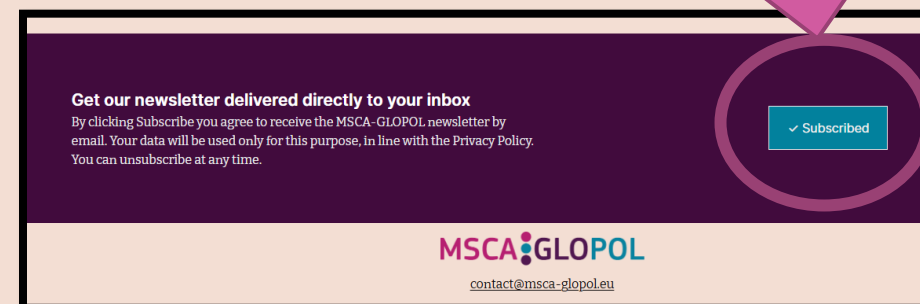 Get our newsletter delivered directly to your inbox
By clicking Subscribe you agree to receive the MSCA-GLOPOL newsletter by
email. Your data will be used only for this purpose, in line with the Privacy Policy.
You can unsubscribe at any time.
✓ Subscribed
MSCA GLOPOL
contact@msca-glopol.eu